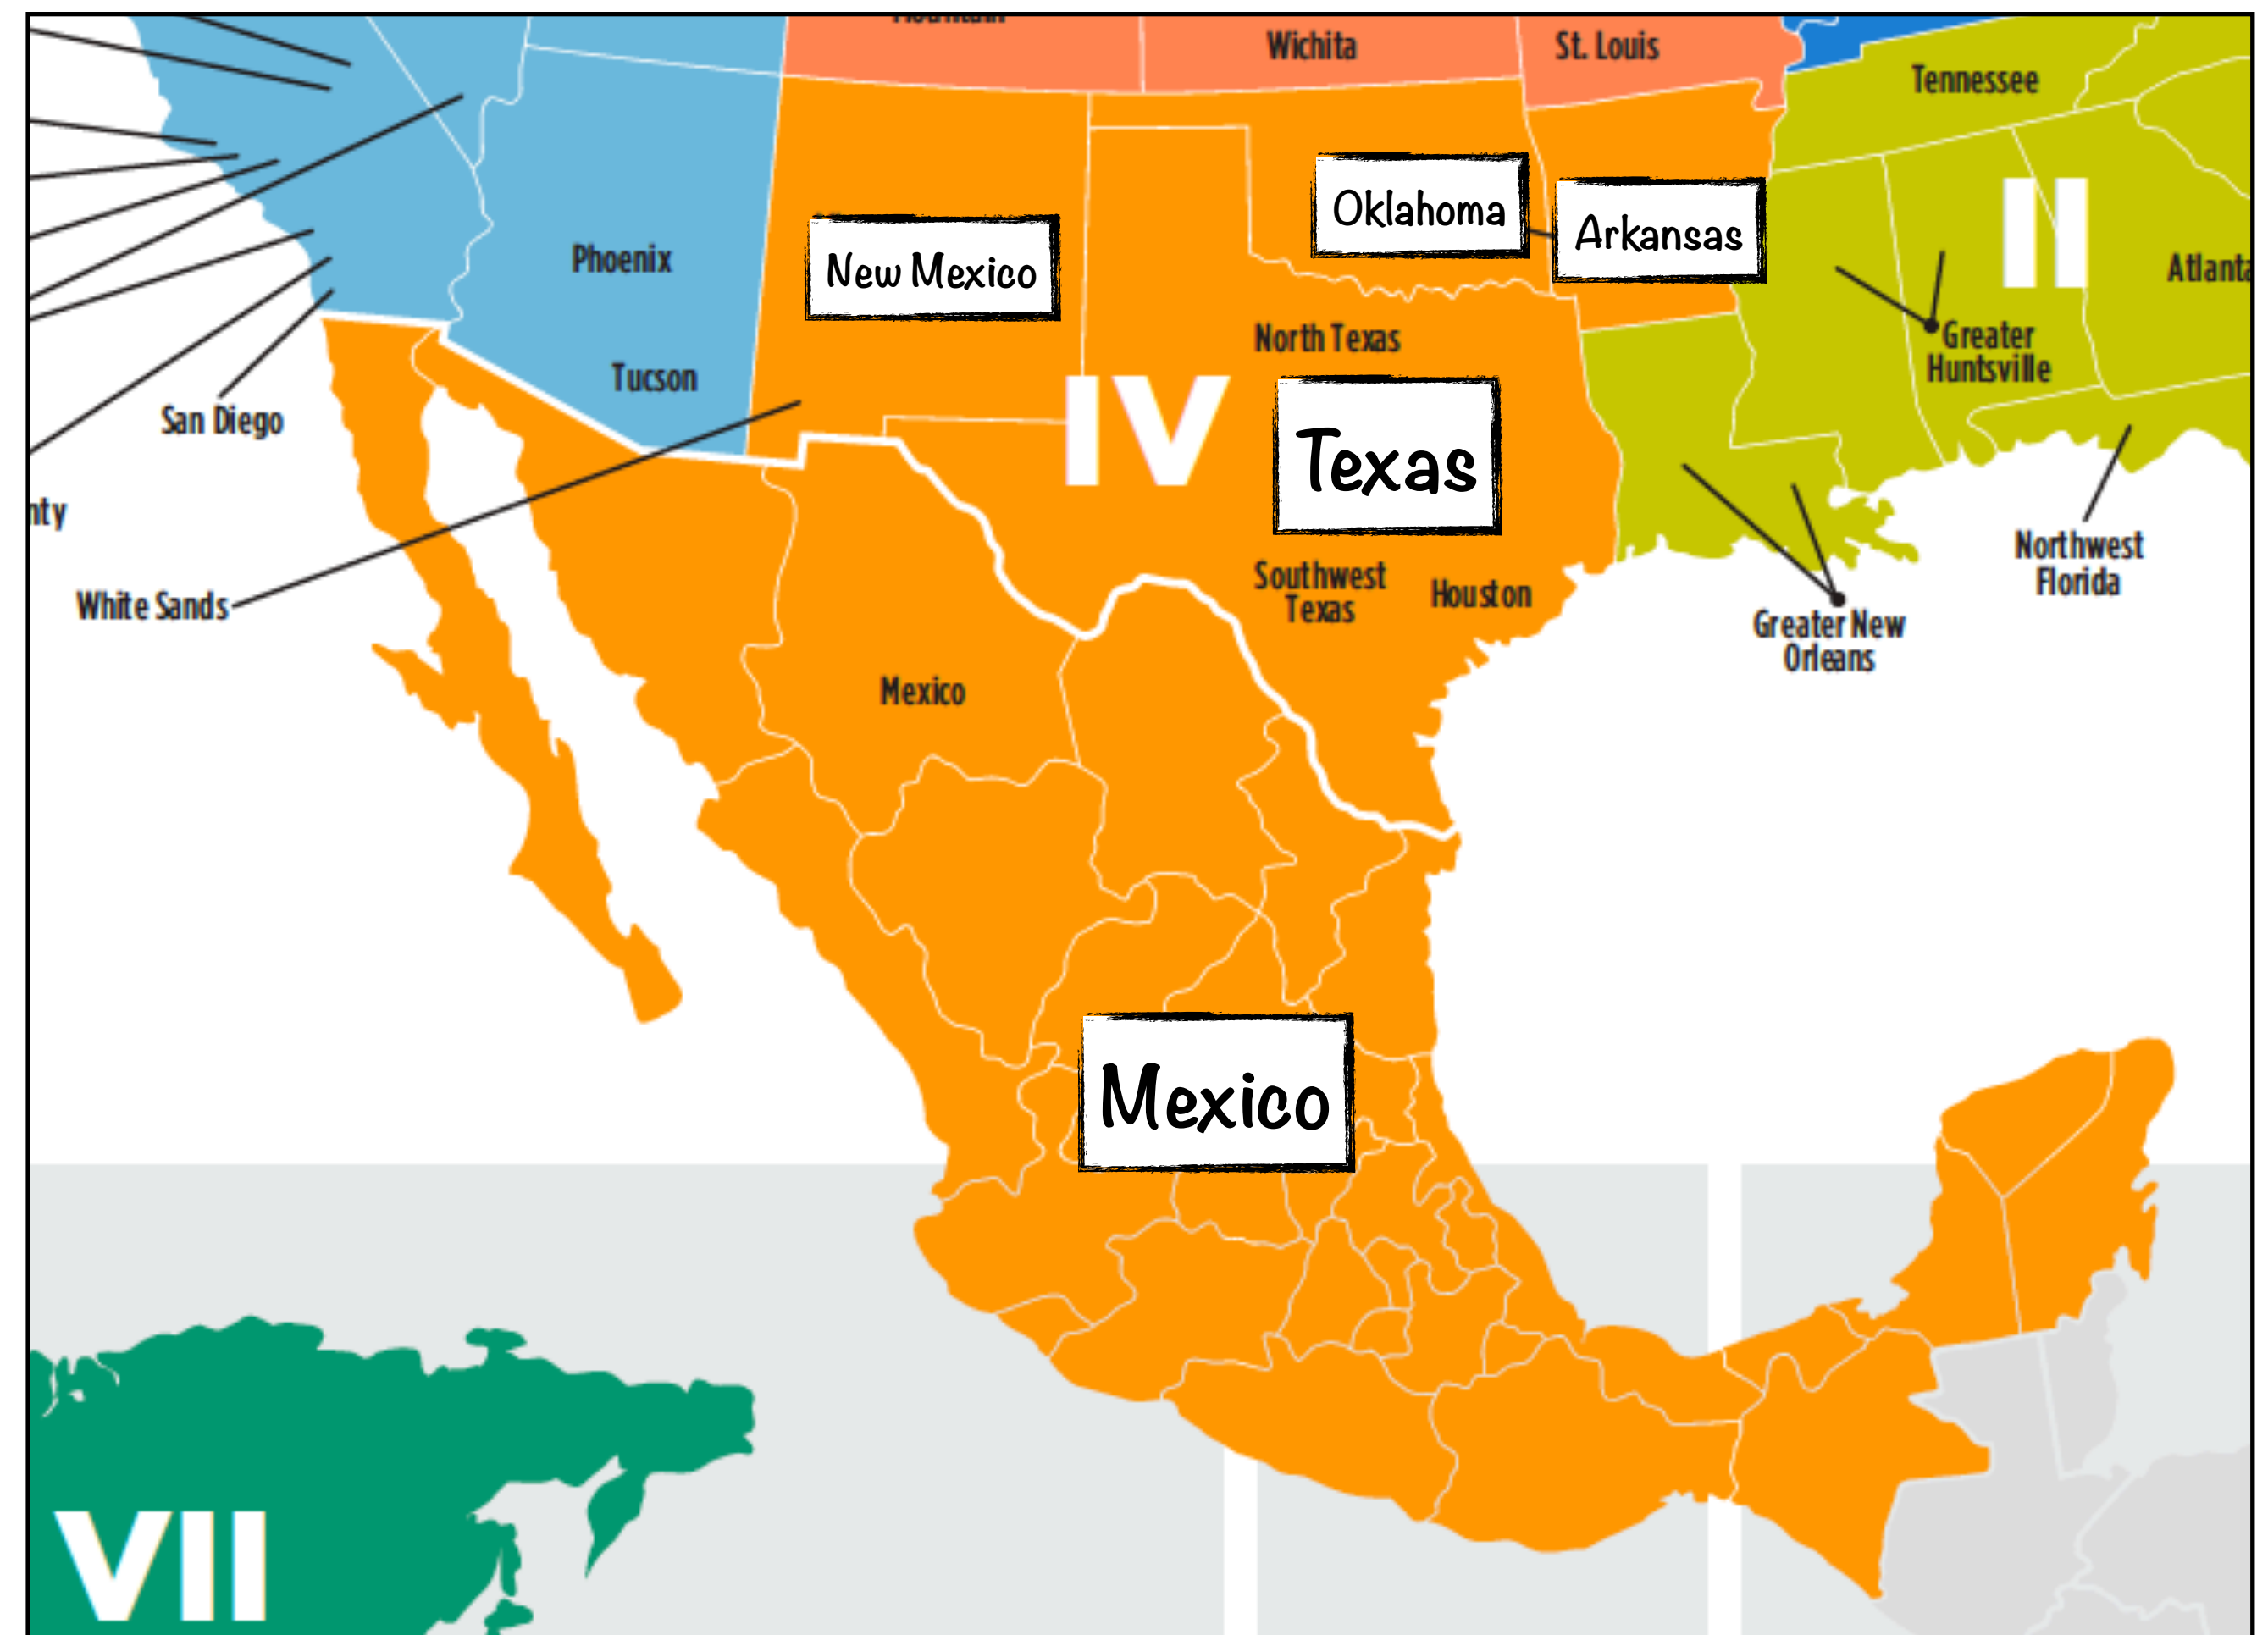 Wichita
St. Louis
Tennessee
Oklahoma
Arkansas
New Mexico
Phoenix
II
Atlanta
North Texas
Greater
Huntsville
Tucson
IV
San Diego
Texas
nty
Northwest
Florida
Southwest
Texas
Houston
White Sands
Greater New
Orleans
Mexico
Mexico
VII